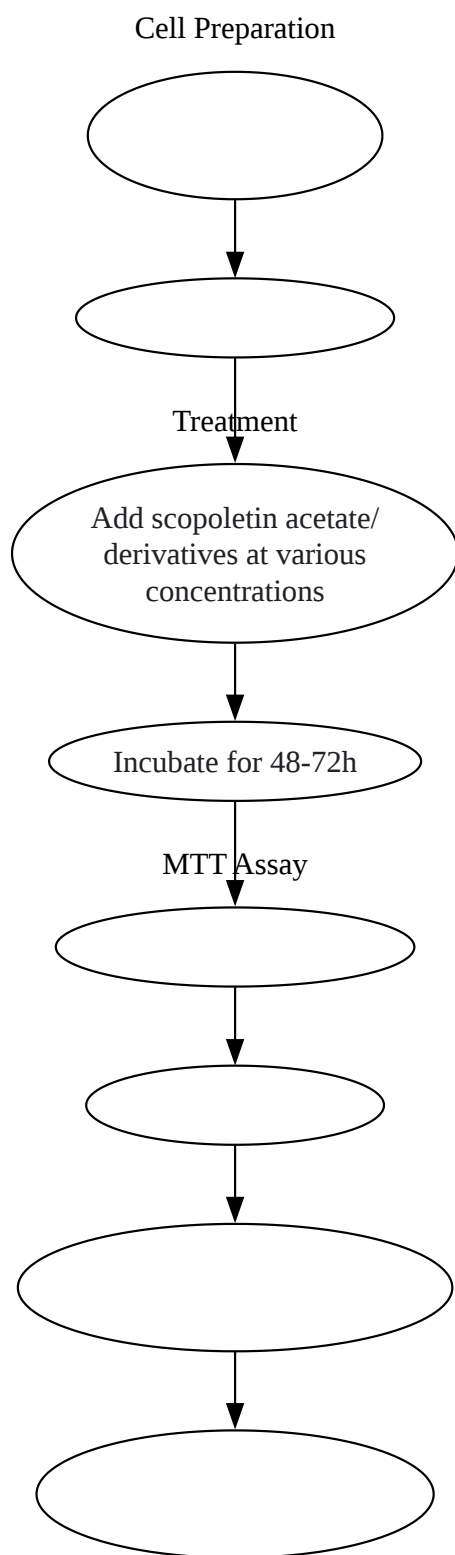 Cell Preparation
Treatment
Add scopoletin acetate/
derivatives at various
concentrations
Incubate for 48-72h
MTT Assay